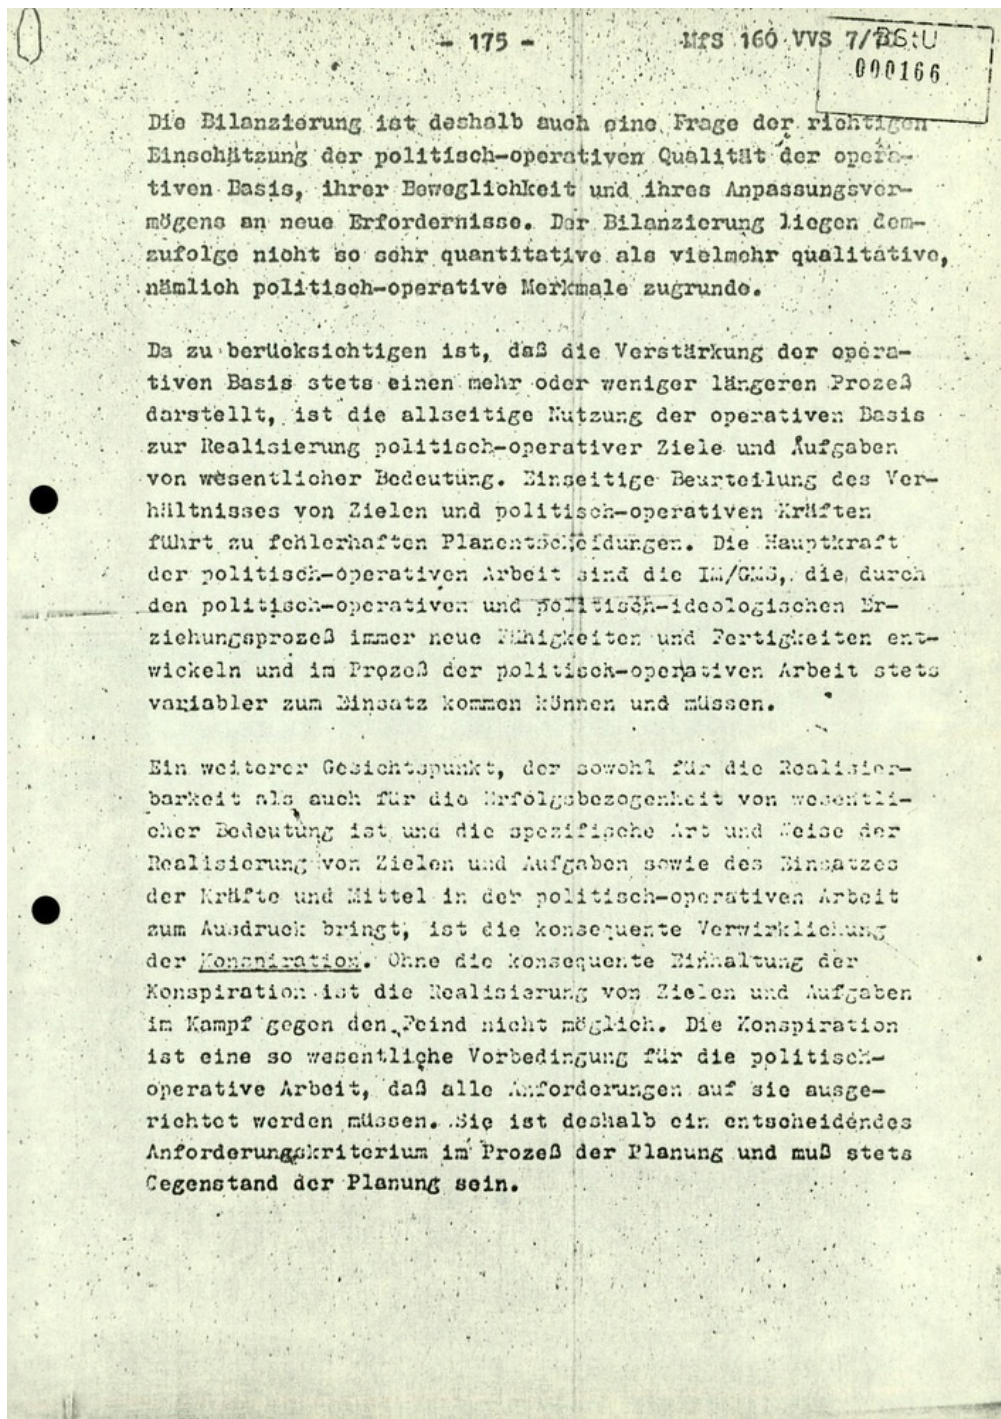 - 175 -
MfS 160 VVS 7/
BStU
000166
Die Bilanzierung ist deshalb auch eine Frage der richtigen
Einschätzung der politisch-operativen Qualität der opera-
tiven Basis, ihrer Beweglichkeit und ihres Anpassungsver-
mögens an neue Erfordernisse. Der Bilanzierung liegen dem-
zufolge nicht so sehr quantitative als vielmehr qualitative,
nämlich politisch-operative Merkmale zugrunde.
Da zu berücksichtigen ist, daß die Verstärkung der opera-
tiven Basis stets einen mehr oder weniger längeren Prozeß
darstellt, ist die allseitige Nutzung der operativen Basis
zur Realisierung politisch-operativer Ziele und Aufgaben
von wesentlicher Bedeutung. Einseitige Beurteilung des Ver-
hältnisses von Zielen und politisch-operativen Kräften
führt zu fehlerhaften Planentscheidungen. Die Hauptkraft
der politisch-operativen Arbeit sind die IM/GMS, die durch
den politisch-operativen und politisch-ideologischen Er-
ziehungsprozeß immer neue Fähigkeiten und Fertigkeiten ent-
wickeln und im Prozeß der politisch-operativen Arbeit stets
variabler zum Einsatz kommen können und müssen.
Ein weiterer Gesichtspunkt, der sowohl für die Realisier-
barkeit als auch für die Erfolgsbezogenheit von wesentli-
cher Bedeutung ist und die spezifische Art und Weise der
Realisierung von Zielen und Aufgaben sowie des Einsatzes
der Kräfte und Mittel in der politisch-operativen Arbeit
zum Ausdruck bringt, ist die konsequente Verwirklichung
der Konspiration. Ohne die konsequente Einhaltung der
Konspiration ist die Realisierung von Zielen und Aufgaben
im Kampf gegen den Feind nicht möglich. Die Konspiration
ist eine so wesentliche Vorbedingung für die politisch-
operative Arbeit, daß alle Anforderungen auf sie ausge-
richtet werden müssen. Sie ist deshalb ein entscheidendes
Anforderungskriterium im Prozeß der Planung und muß stets
Gegenstand der Planung sein.